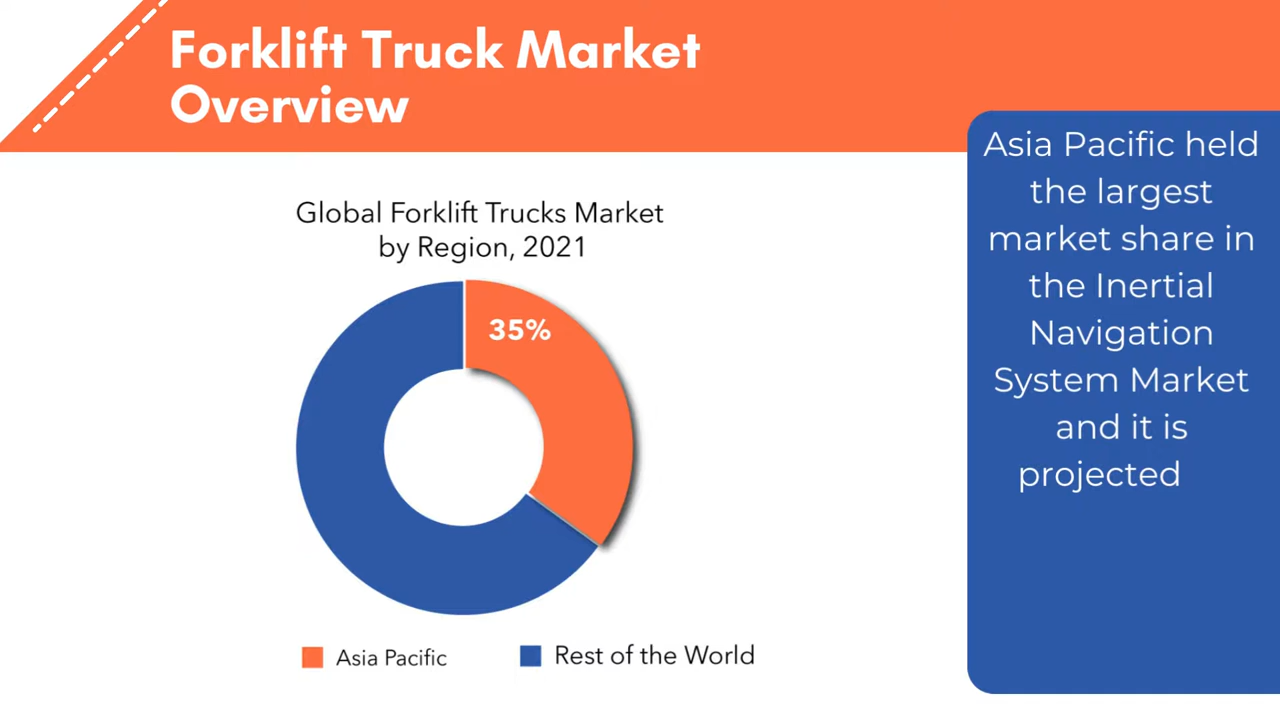 Forklift Truck Market
Overview
Global Forklift Trucks Market
by Region, 2021
35%
Asia Pacific
Rest of the World
Asia Pacific held
the largest
market share in
the Inertial
Navigation
System Market
and it is
projected